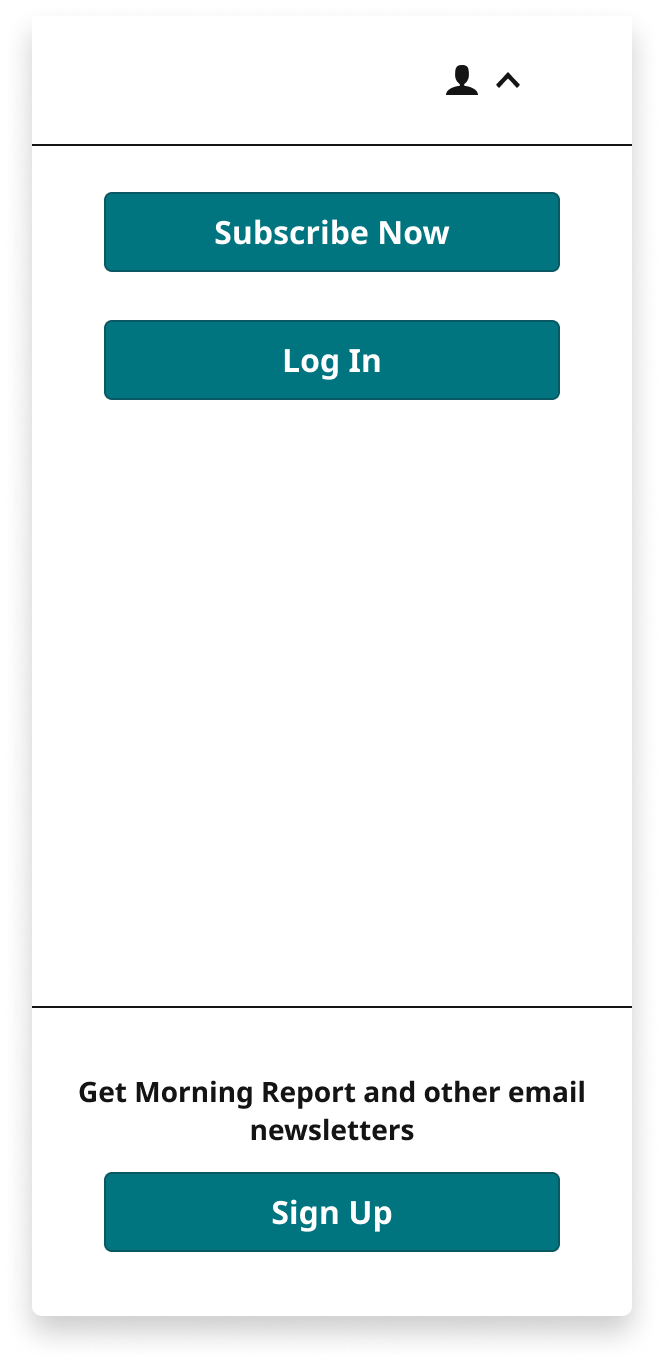 Subscribe Now
Log In
Get Morning Report and other email
newsletters
Sign Up